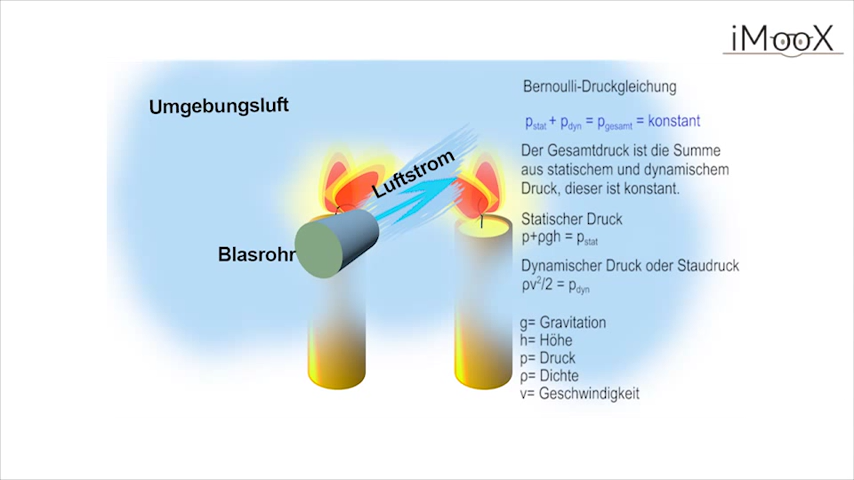 iMooX
Umgebungsluft
Luftstrom
Blasrohr
Bernoulli-Druckgleichung
pstat + pdyn = pgesamt = konstant
Der Gesamtdruck ist die Summe
aus statischem und dynamischem
Druck, dieser ist konstant.
Statischer Druck
p+ρgh = pstat
Dynamischer Druck oder Staudruck
ρv²/2 = pdyn
g= Gravitation
h= Höhe
p= Druck
ρ= Dichte
v= Geschwindigkeit